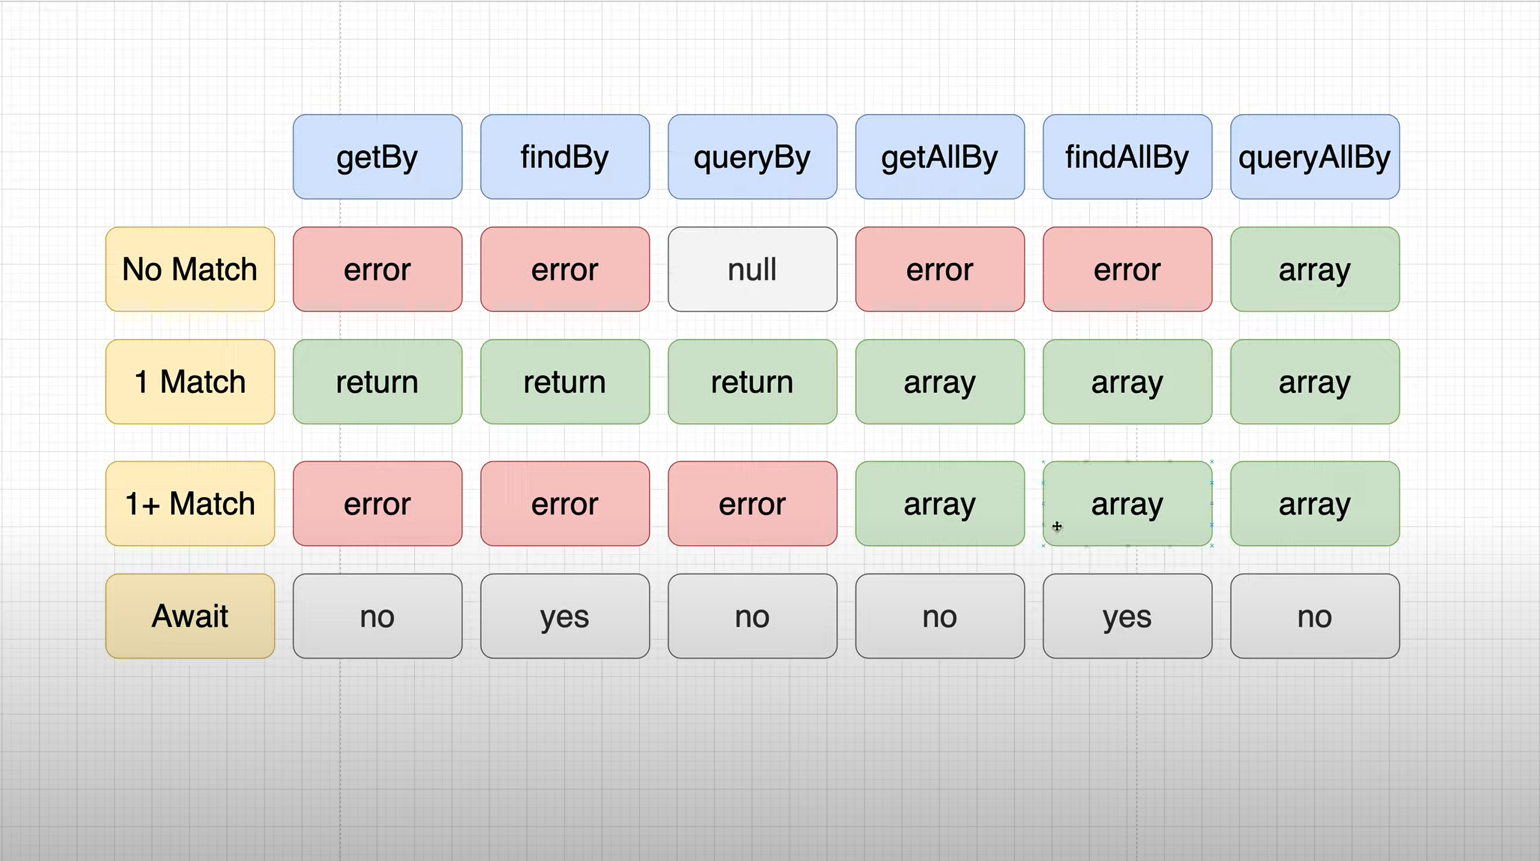 getBy findBy queryBy getAllBy findAllBy queryAllBy
No Match error error null error error array
1 Match return return return array array array
1+ Match error error error array array array
Await no yes no no yes no